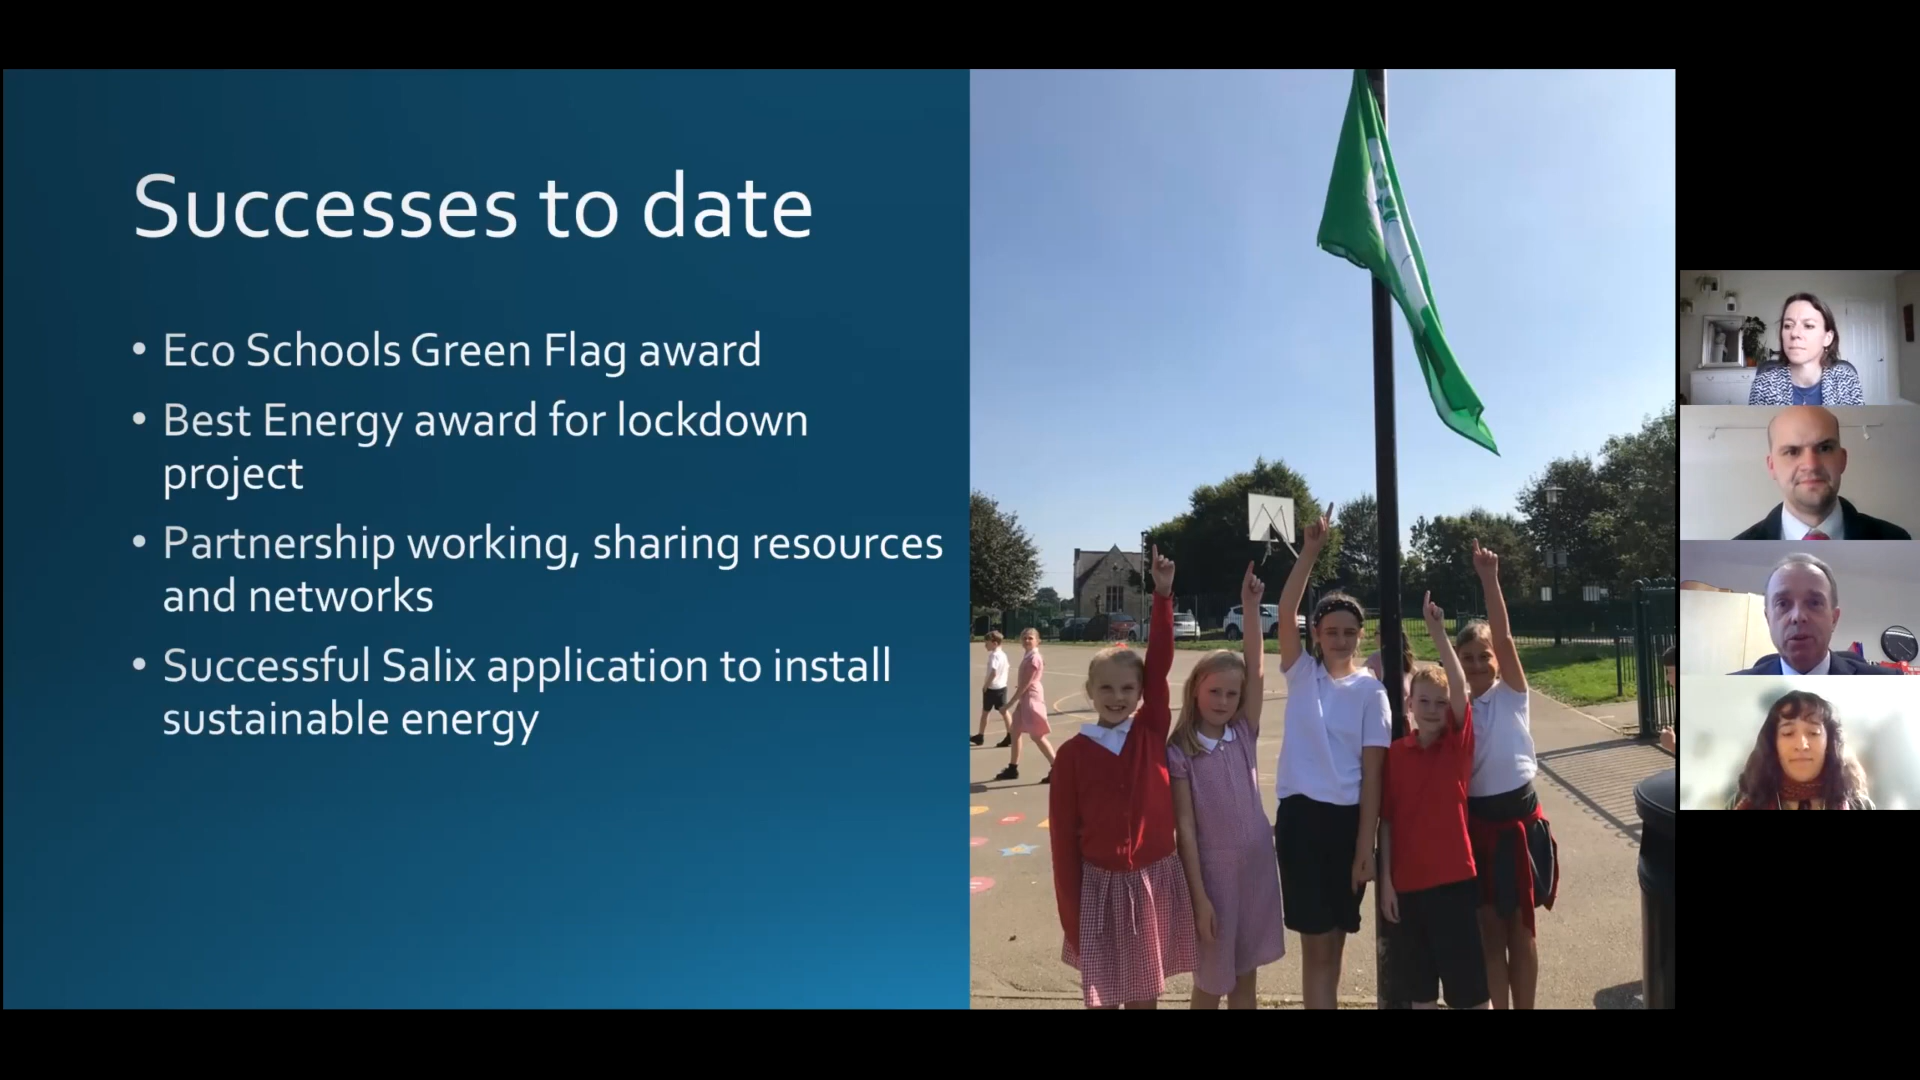 Successes to date
• Eco Schools Green Flag award
• Best Energy award for lockdown
project
• Partnership working, sharing resources
and networks
• Successful Salix application to install
sustainable energy